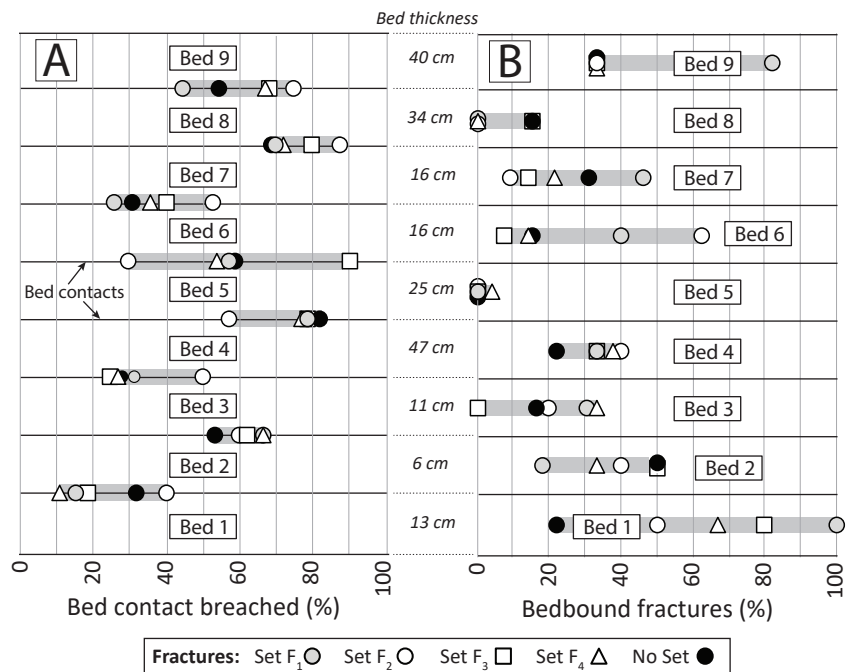 Bed thickness
A
B
Bed 9
40 cm
Bed 9
Bed 8
34 cm
Bed 8
Bed 7
16 cm
Bed 7
Bed 6
16 cm
Bed 6
Bed contacts
Bed 5
25 cm
Bed 5
Bed 4
47 cm
Bed 4
Bed 3
11 cm
Bed 3
Bed 2
6 cm
Bed 2
Bed 1
13 cm
Bed 1
0 20 40 60 80 100
0 20 40 60 80 100
Bed contact breached (%)
Bedbound fractures (%)
Fractures: Set F1 Set F2 Set F3 Set F4 No Set